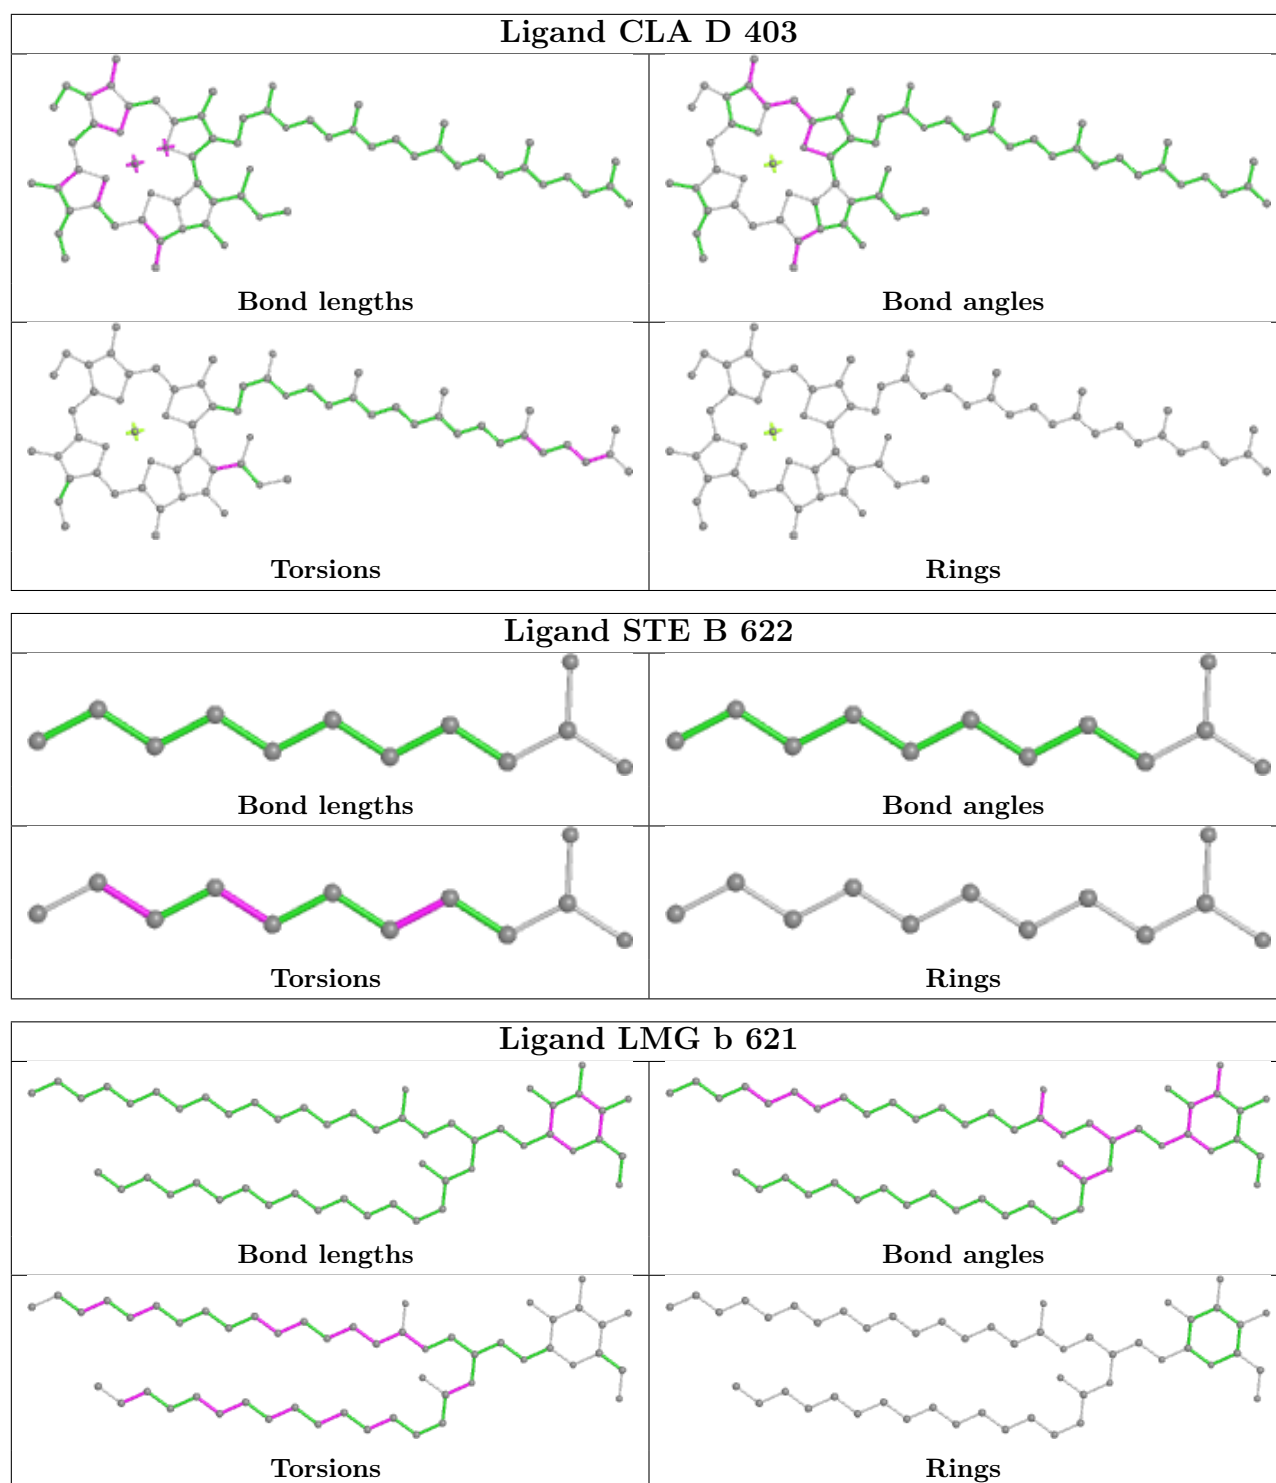 Ligand CLA D 403
Bond lengths
Bond angles
Torsions
Rings
Ligand STE B 622
Bond lengths
Bond angles
Torsions
Rings
Ligand LMG b 621
Bond lengths
Bond angles
Torsions
Rings